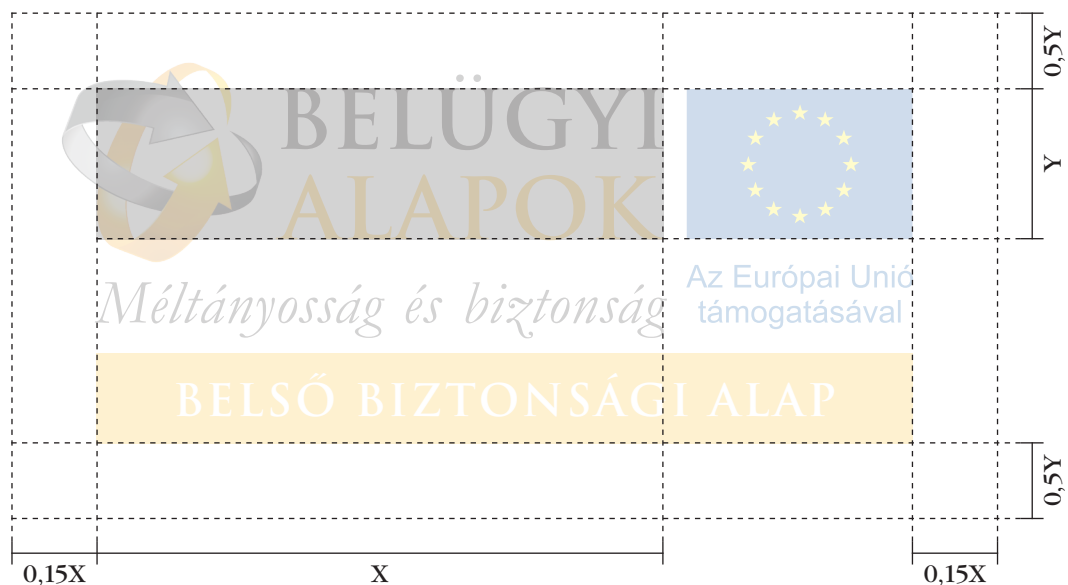 0,5Y
BELÜGYI
ALAPOK
Y
Méltányosság és biztonság
Az Európai Unió
támogatásával
BELSŐ BIZTONSÁGI ALAP
0,5Y
0,15X
X
0,15X